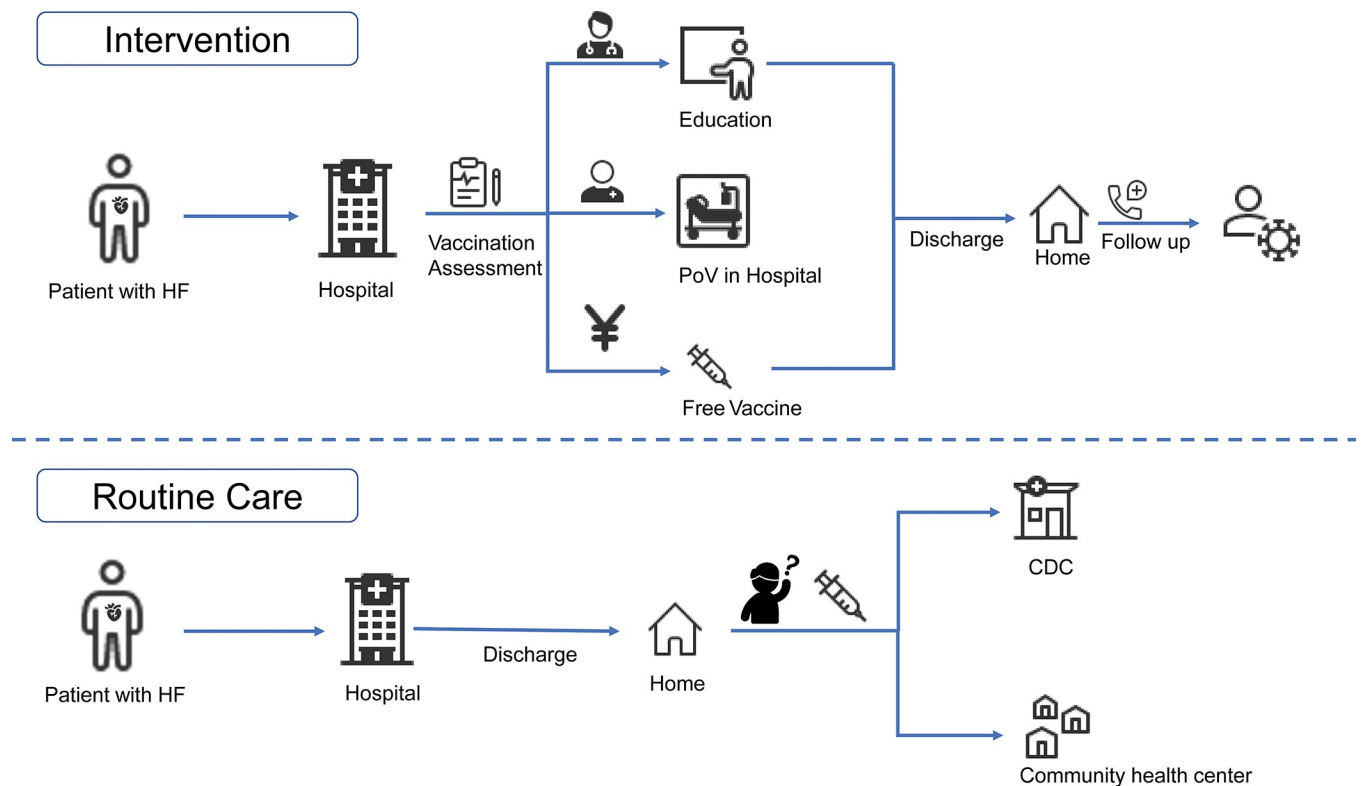 Intervention
Education
Patient with HF
Hospital
Vaccination
Assessment
PoV in Hospital
¥
Free Vaccine
Discharge
Home
Follow up
Routine Care
Patient with HF
Hospital
Discharge
Home
?
CDC
Community health center